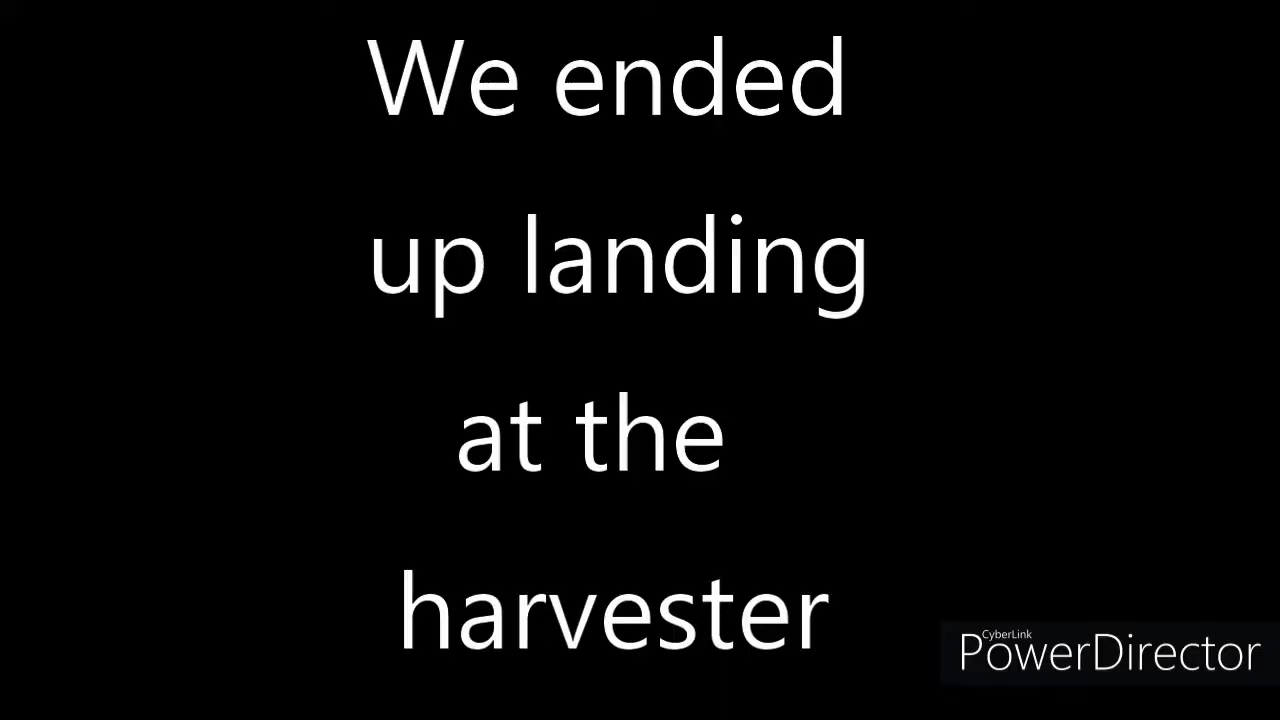 We ended
up landing
at the
harvester
CyberLink
PowerDirector